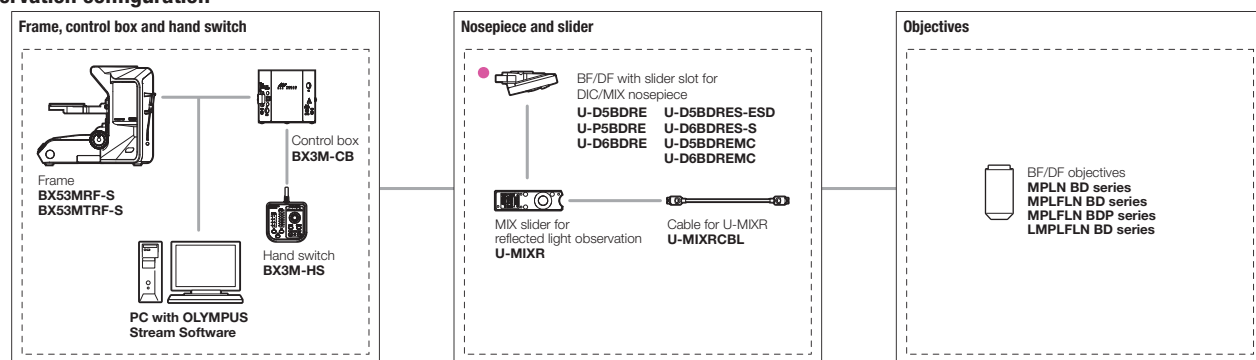 Frame, control box and hand switch
Control box
BX3M-CB
Frame
BX53MRF-S
BX53MTRF-S
Hand switch
BX3M-HS
PC with OLYMPUS
Stream Software
Nosepiece and slider
BF/DF with slider slot for
DIC/MIX nosepiece
U-D5BDRE U-D5BDRES-ESD
U-P5BDRE U-D6BDRES-S
U-D6BDRE U-D5BDREMC
U-D6BDREMC
MIX slider for
reflected light observation
U-MIXR
Cable for U-MIXR
U-MIXRCBL
Objectives
BF/DF objectives
MPLN BD series
MPLFLN BD series
MPLFLN BDP series
LMPLFLN BD series